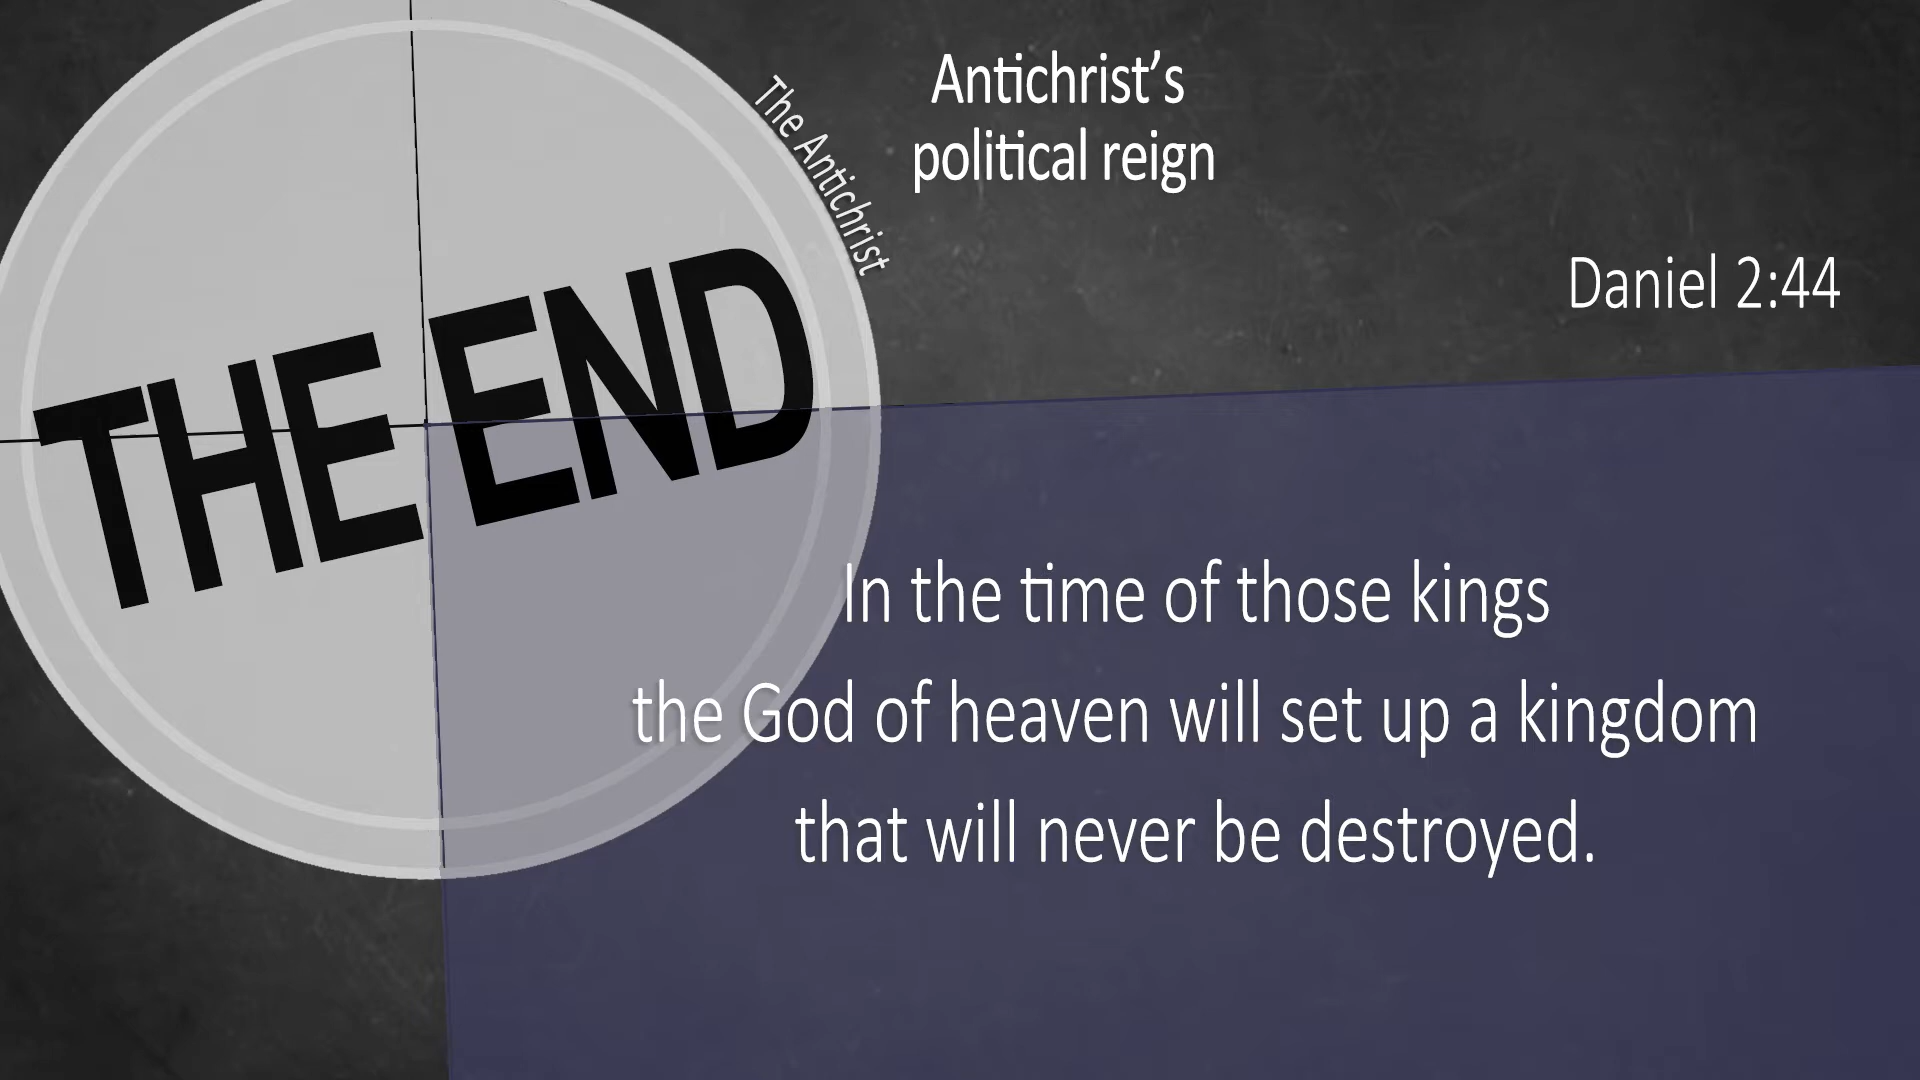 THE END
The Antichrist
Antichrist’s
political reign
Daniel 2:44
In the time of those kings
the God of heaven will set up a kingdom
that will never be destroyed.